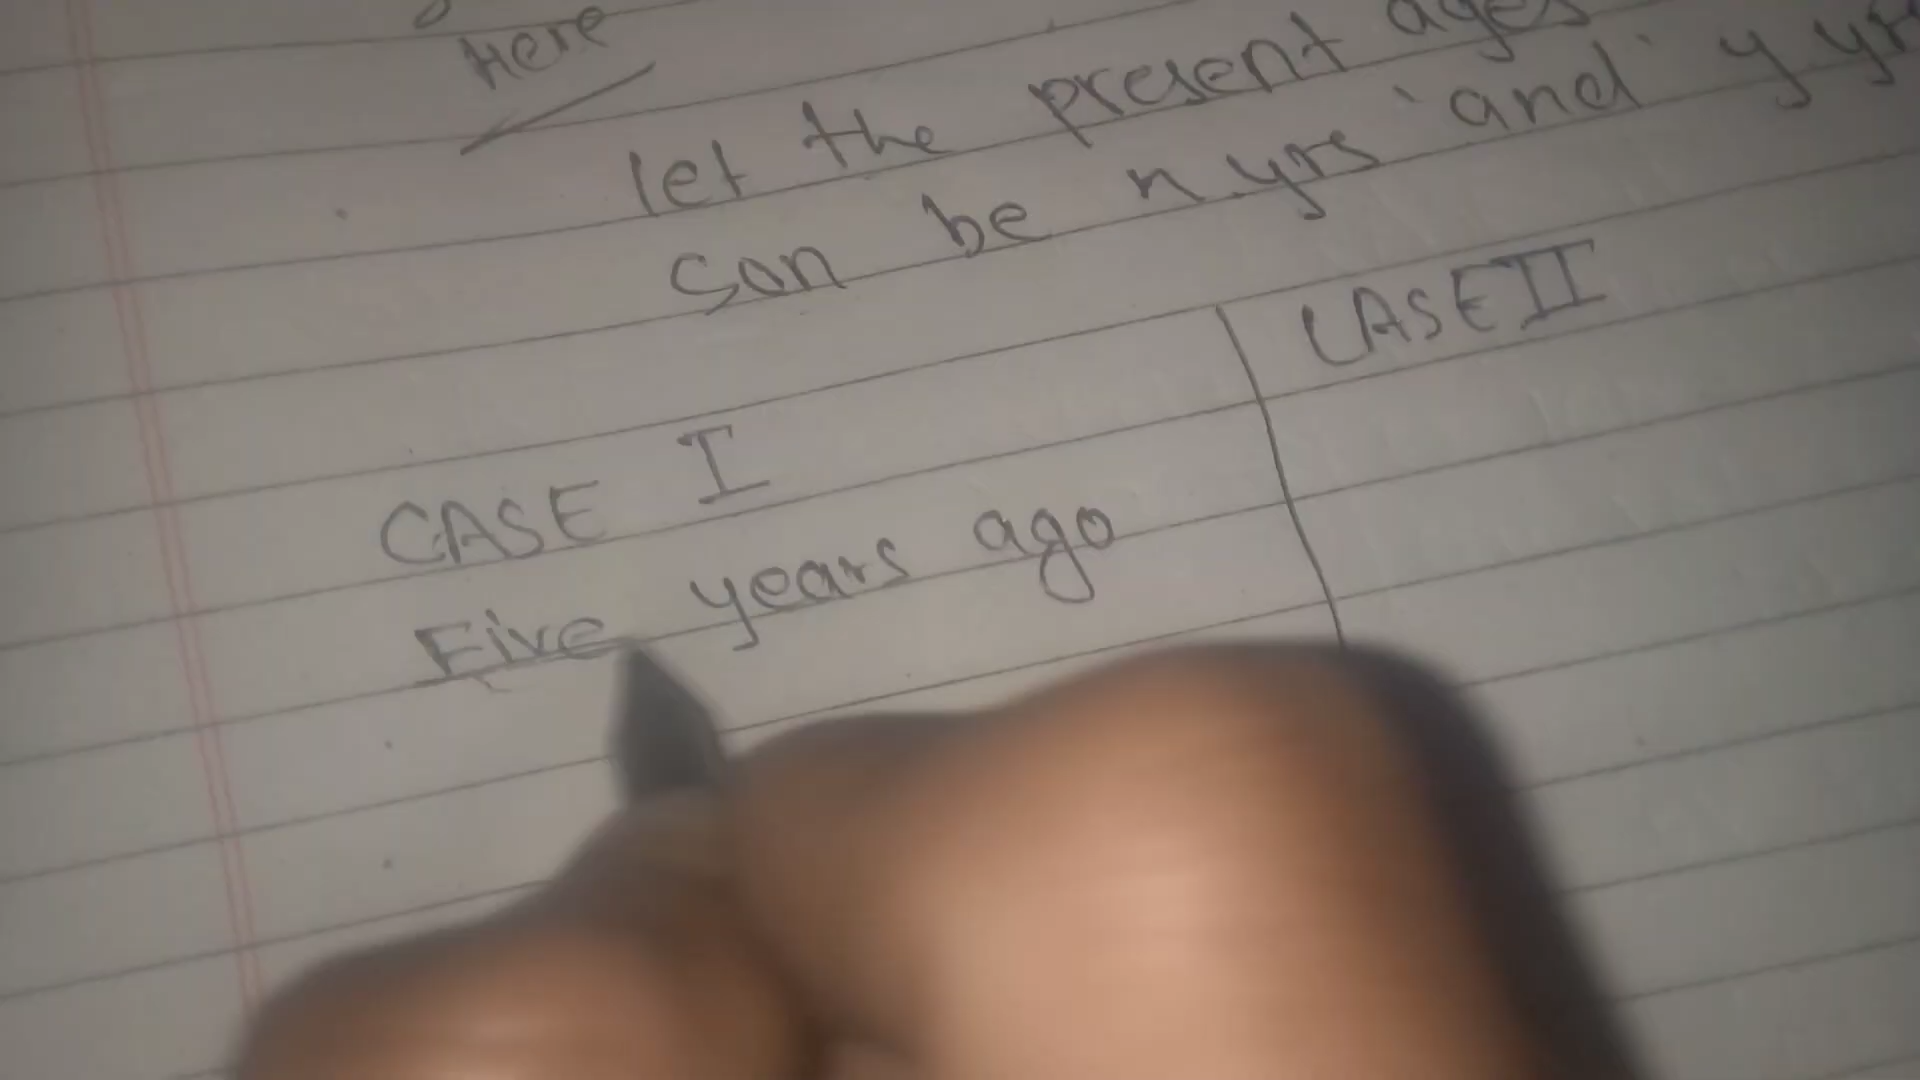 Here
let the present ages
son be x yrs and y yrs
CASE I
CASE II
Five years ago